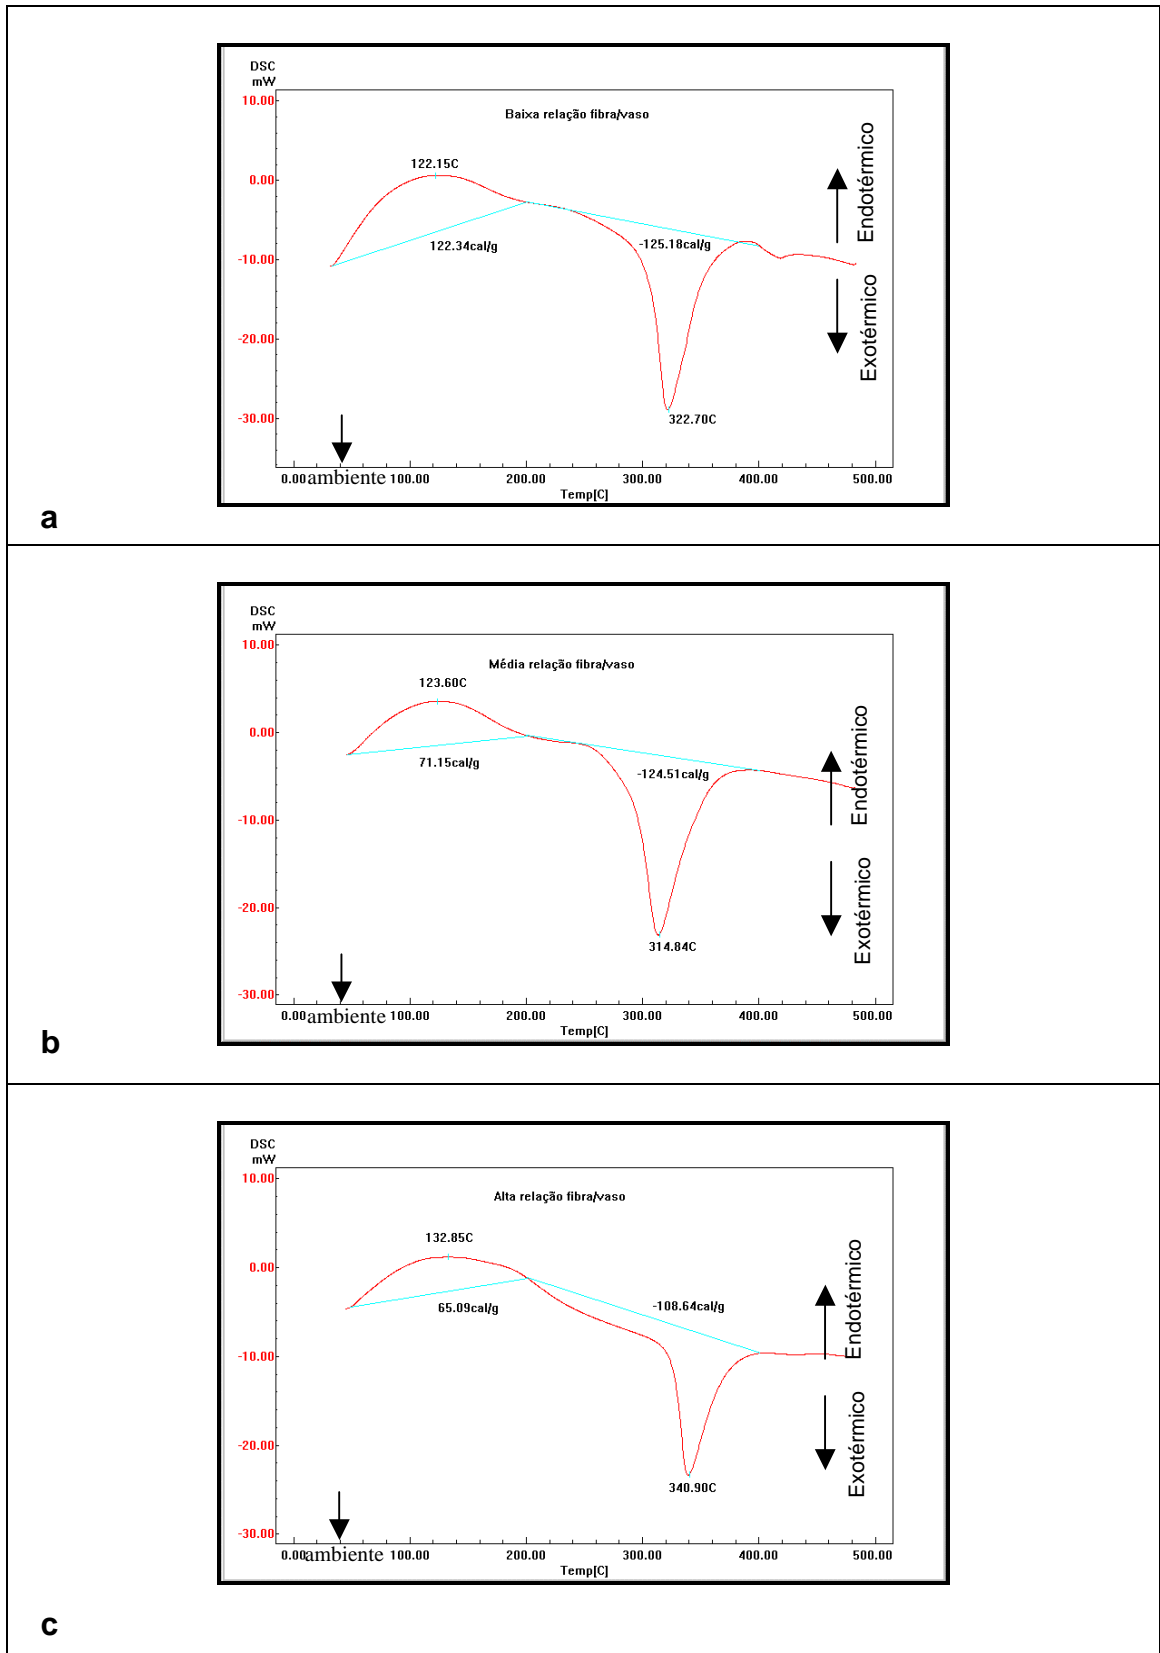 DSC
mW
10.00
Baixa relação fibra/vaso
122.15C
0.00
122.34cal/g
-125.18cal/g
-10.00
-20.00
-30.00
322.70C
Endotérmico
Exotérmico
0.00 ambiente 100.00 200.00 300.00 400.00 500.00
Temp[C]
a
DSC
mW
10.00
Média relação fibra/vaso
123.60C
0.00
71.15cal/g
-124.51cal/g
-10.00
-20.00
314.84C
-30.00
Endotérmico
Exotérmico
0.00 ambiente 100.00 200.00 300.00 400.00 500.00
Temp[C]
b
DSC
mW
10.00
Alta relação fibra/vaso
132.85C
0.00
65.09cal/g
-108.64cal/g
-10.00
-20.00
340.90C
-30.00
Endotérmico
Exotérmico
0.00 ambiente 100.00 200.00 300.00 400.00 500.00
Temp[C]
c